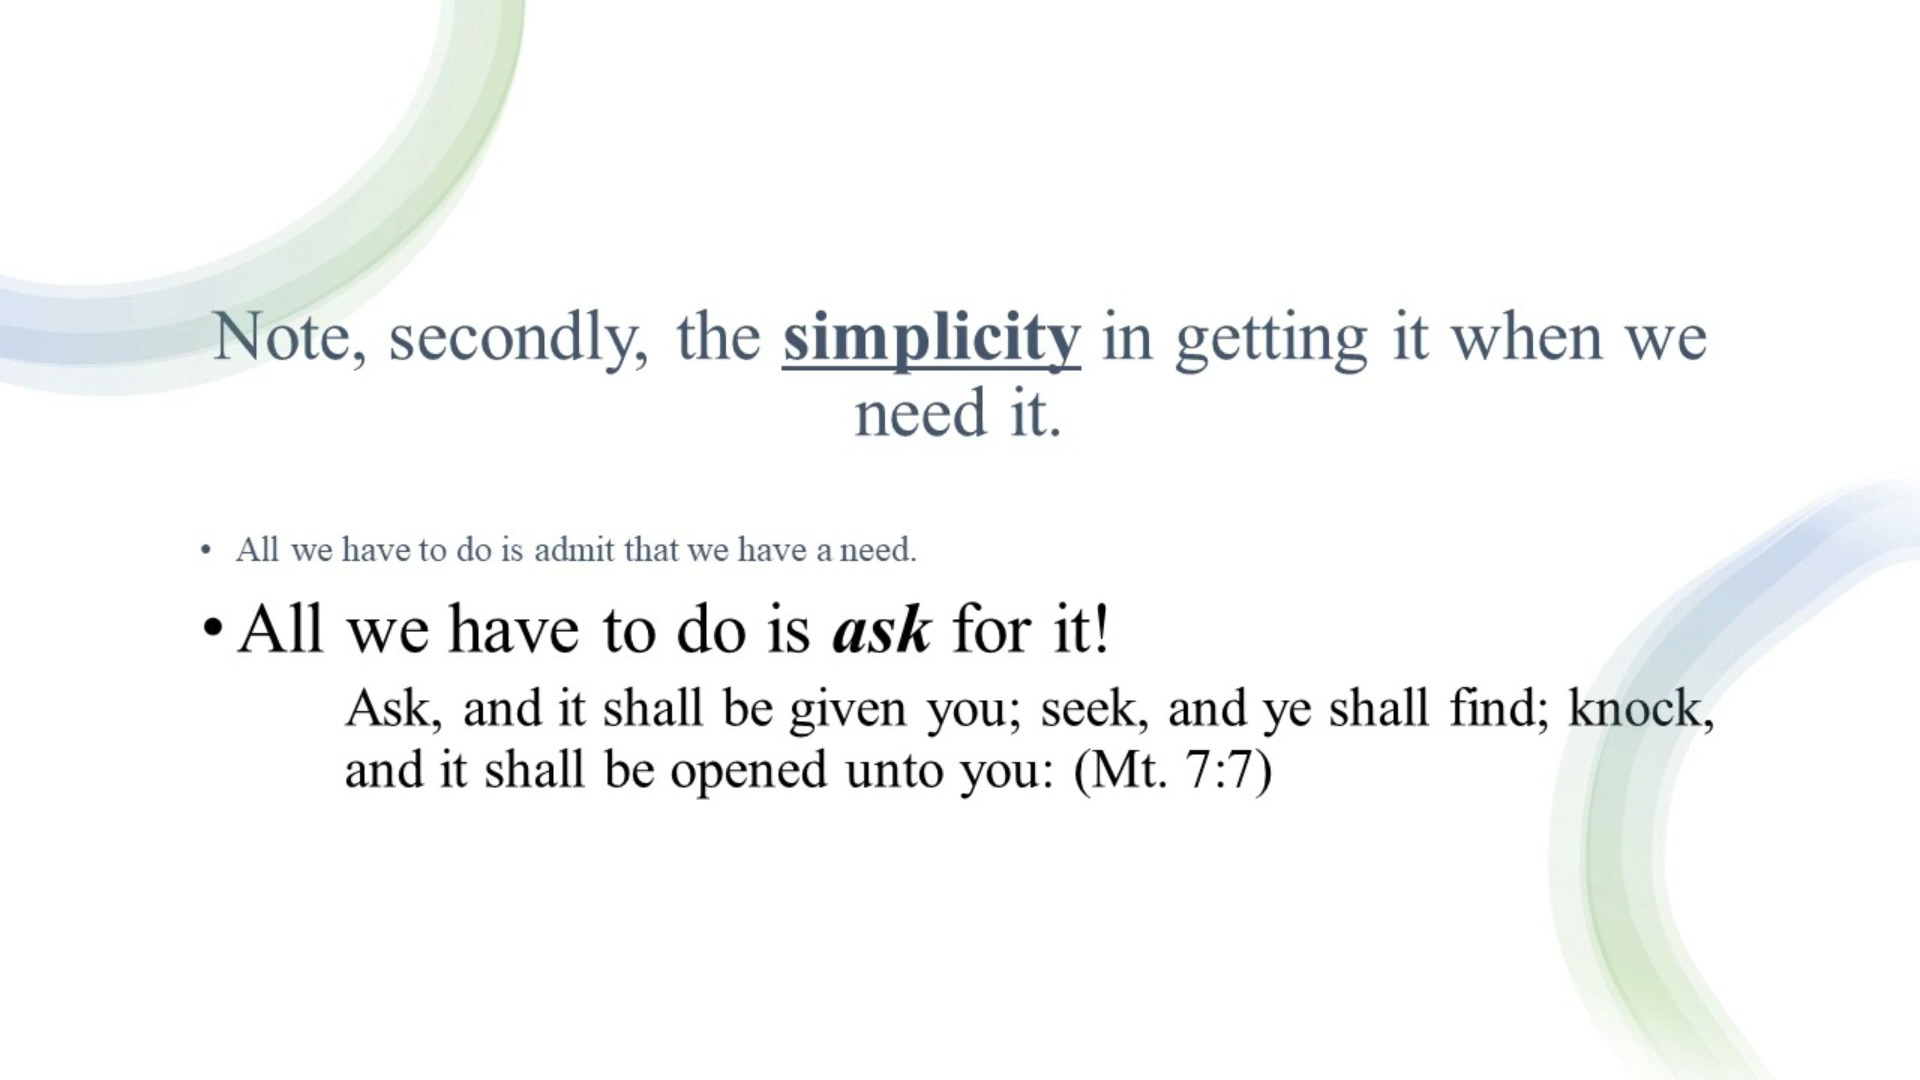 Note, secondly, the simplicity in getting it when we
need it.
• All we have to do is admit that we have a need.
• All we have to do is ask for it!
Ask, and it shall be given you; seek, and ye shall find; knock,
and it shall be opened unto you: (Mt. 7:7)